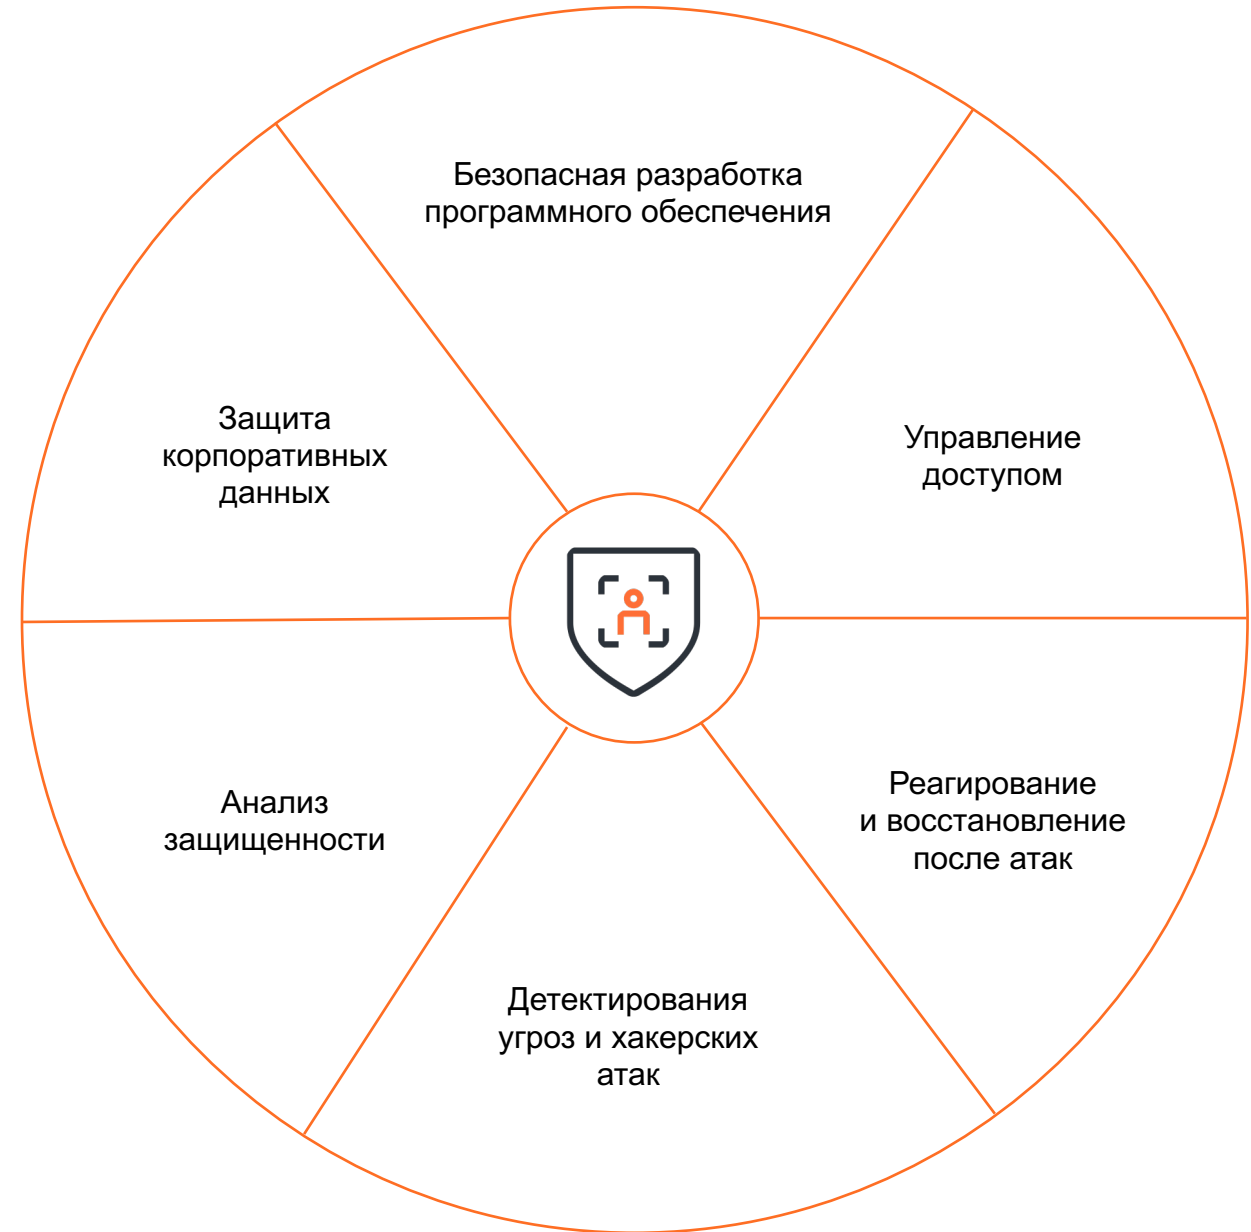 Безопасная разработка
программного обеспечения
Защита
корпоративных
данных
Управление
доступом
Анализ
защищенности
Реагирование
и восстановление
после атак
Детектирования
угроз и хакерских
атак